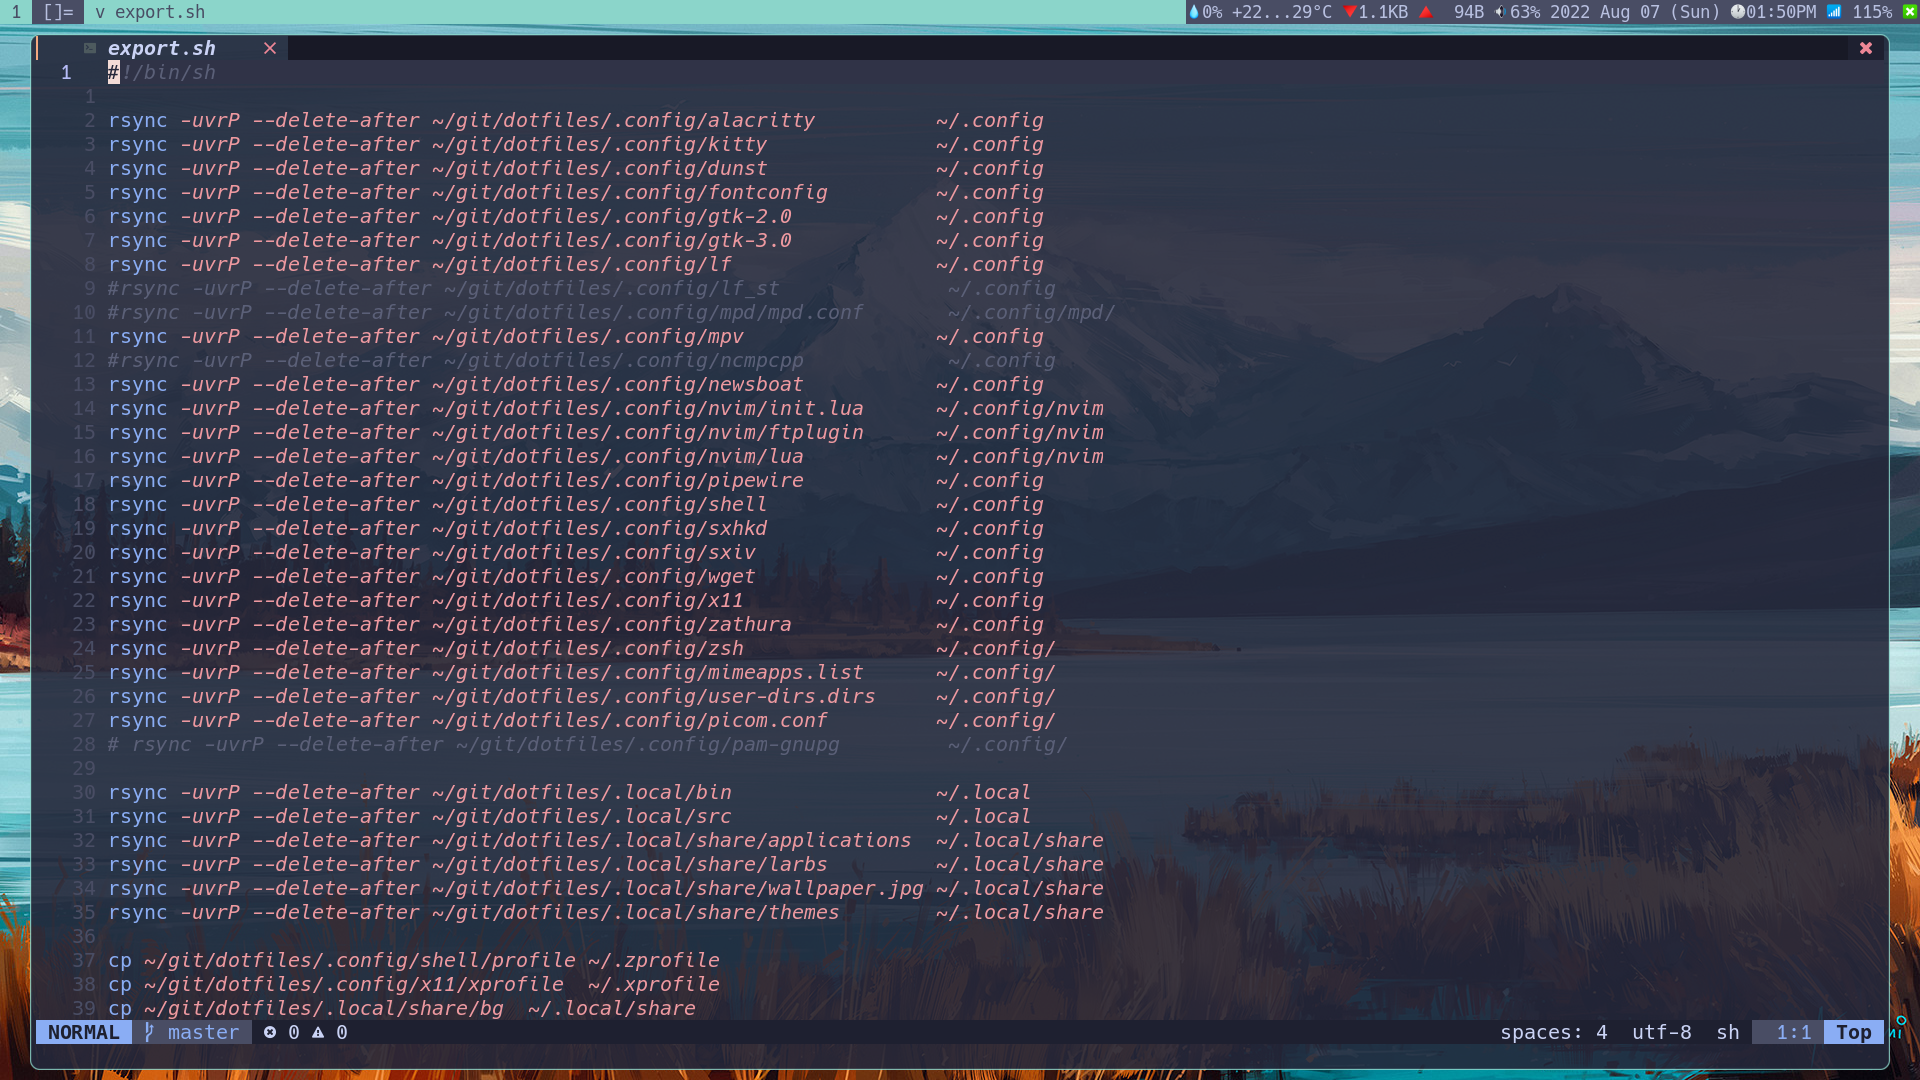 1 []= v export.sh 0% +22...29°C 🔻1.1KB 🔺 94B 63% 2022 Aug 07 (Sun) 01:50PM 115%
export.sh ✕ ✖
1 #!/bin/sh
1
2 rsync -uvrP --delete-after ~/git/dotfiles/.config/alacritty ~/.config
3 rsync -uvrP --delete-after ~/git/dotfiles/.config/kitty ~/.config
4 rsync -uvrP --delete-after ~/git/dotfiles/.config/dunst ~/.config
5 rsync -uvrP --delete-after ~/git/dotfiles/.config/fontconfig ~/.config
6 rsync -uvrP --delete-after ~/git/dotfiles/.config/gtk-2.0 ~/.config
7 rsync -uvrP --delete-after ~/git/dotfiles/.config/gtk-3.0 ~/.config
8 rsync -uvrP --delete-after ~/git/dotfiles/.config/lf ~/.config
9 #rsync -uvrP --delete-after ~/git/dotfiles/.config/lf_st ~/.config
10 #rsync -uvrP --delete-after ~/git/dotfiles/.config/mpd/mpd.conf ~/.config/mpd/
11 rsync -uvrP --delete-after ~/git/dotfiles/.config/mpv ~/.config
12 #rsync -uvrP --delete-after ~/git/dotfiles/.config/ncmpcpp ~/.config
13 rsync -uvrP --delete-after ~/git/dotfiles/.config/newsboat ~/.config
14 rsync -uvrP --delete-after ~/git/dotfiles/.config/nvim/init.lua ~/.config/nvim
15 rsync -uvrP --delete-after ~/git/dotfiles/.config/nvim/ftplugin ~/.config/nvim
16 rsync -uvrP --delete-after ~/git/dotfiles/.config/nvim/lua ~/.config/nvim
17 rsync -uvrP --delete-after ~/git/dotfiles/.config/pipewire ~/.config
18 rsync -uvrP --delete-after ~/git/dotfiles/.config/shell ~/.config
19 rsync -uvrP --delete-after ~/git/dotfiles/.config/sxhkd ~/.config
20 rsync -uvrP --delete-after ~/git/dotfiles/.config/sxiv ~/.config
21 rsync -uvrP --delete-after ~/git/dotfiles/.config/wget ~/.config
22 rsync -uvrP --delete-after ~/git/dotfiles/.config/x11 ~/.config
23 rsync -uvrP --delete-after ~/git/dotfiles/.config/zathura ~/.config
24 rsync -uvrP --delete-after ~/git/dotfiles/.config/zsh ~/.config/
25 rsync -uvrP --delete-after ~/git/dotfiles/.config/mimeapps.list ~/.config/
26 rsync -uvrP --delete-after ~/git/dotfiles/.config/user-dirs.dirs ~/.config/
27 rsync -uvrP --delete-after ~/git/dotfiles/.config/picom.conf ~/.config/
28 # rsync -uvrP --delete-after ~/git/dotfiles/.config/pam-gnupg ~/.config/
29
30 rsync -uvrP --delete-after ~/git/dotfiles/.local/bin ~/.local
31 rsync -uvrP --delete-after ~/git/dotfiles/.local/src ~/.local
32 rsync -uvrP --delete-after ~/git/dotfiles/.local/share/applications ~/.local/share
33 rsync -uvrP --delete-after ~/git/dotfiles/.local/share/larbs ~/.local/share
34 rsync -uvrP --delete-after ~/git/dotfiles/.local/share/wallpaper.jpg ~/.local/share
35 rsync -uvrP --delete-after ~/git/dotfiles/.local/share/themes ~/.local/share
36
37 cp ~/git/dotfiles/.config/shell/profile ~/.zprofile
38 cp ~/git/dotfiles/.config/x11/xprofile ~/.xprofile
39 cp ~/git/dotfiles/.local/share/bg ~/.local/share
NORMAL master 0 0 spaces: 4 utf-8 sh 1:1 Top